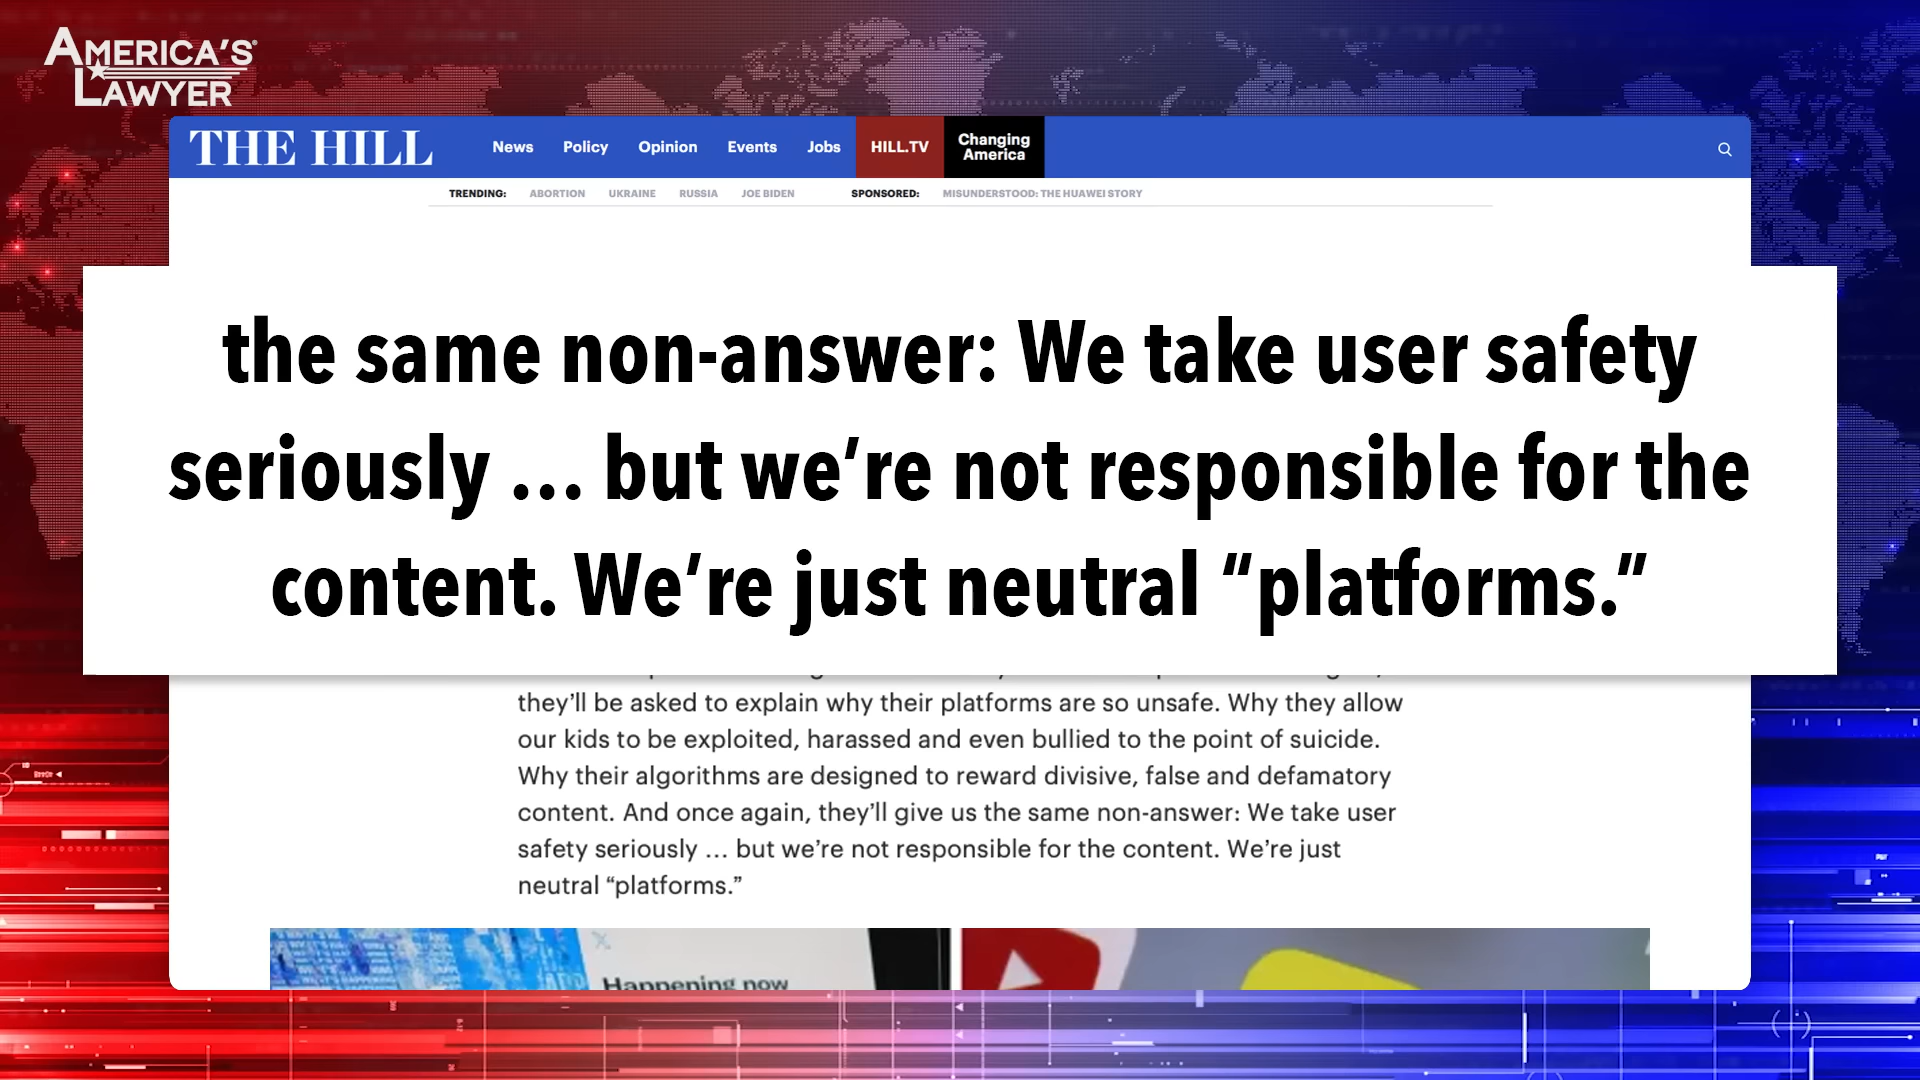 AMERICA'S
LAWYER
THE HILL
News Policy Opinion Events Jobs HILL.TV Changing America
TRENDING: ABORTION UKRAINE RUSSIA JOE BIDEN SPONSORED: MISUNDERSTOOD: THE HUAWEI STORY
the same non-answer: We take user safety
seriously … but we’re not responsible for the
content. We’re just neutral “platforms.”
they’ll be asked to explain why their platforms are so unsafe. Why they allow
our kids to be exploited, harassed and even bullied to the point of suicide.
Why their algorithms are designed to reward divisive, false and defamatory
content. And once again, they’ll give us the same non-answer: We take user
safety seriously … but we’re not responsible for the content. We’re just
neutral “platforms.”
Happening now